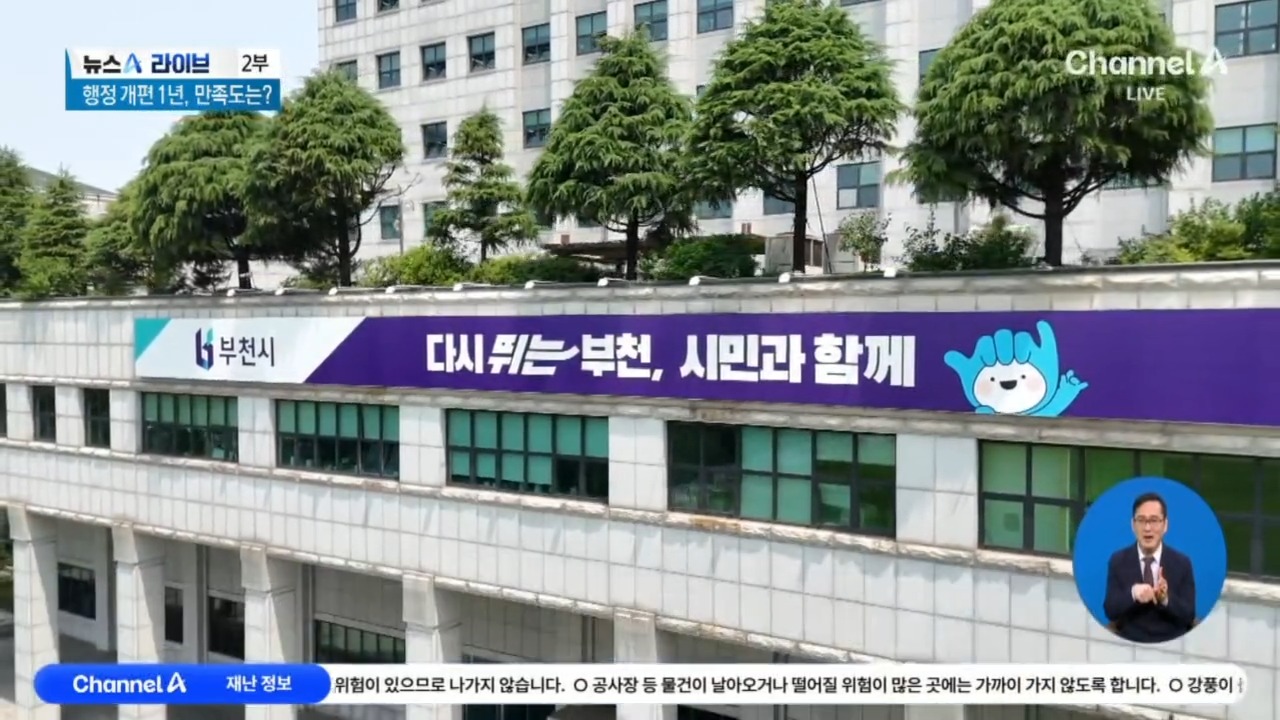 뉴스A 라이브 2부
행정 개편 1년, 만족도는?
Channel A
LIVE
부천시
다시 뛰는 부천, 시민과 함께
Channel A 재난 정보
위험이 있으므로 나가지 않습니다. ○ 공사장 등 물건이 날아오거나 떨어질 위험이 많은 곳에는 가까이 가지 않도록 합니다. ○ 강풍이